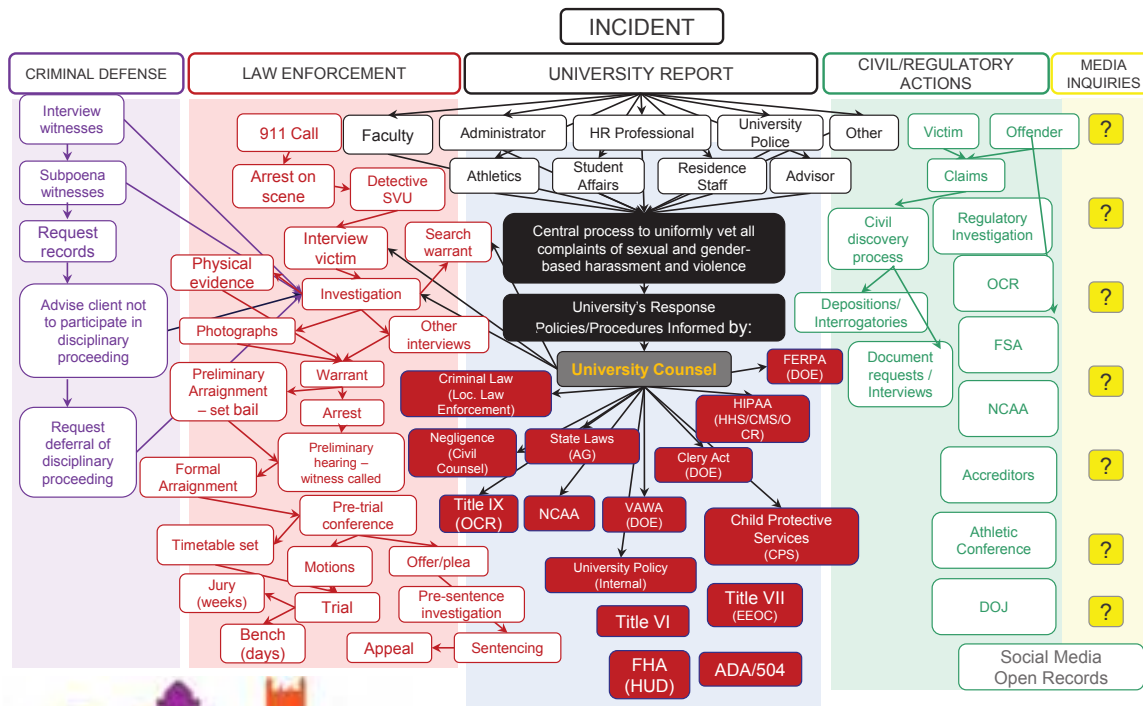 INCIDENT
CRIMINAL DEFENSE
LAW ENFORCEMENT
UNIVERSITY REPORT
CIVIL/REGULATORY
ACTIONS
MEDIA
INQUIRIES
Interview
witnesses
Subpoena
witnesses
Request
records
Advise client not
to participate in
disciplinary
proceeding
Request
deferral of
disciplinary
proceeding
911 Call
Arrest on
scene
Detective
SVU
Interview
victim
Search
warrant
Physical
evidence
Investigation
Photographs
Other
interviews
Warrant
Preliminary
Arraignment
– set bail
Arrest
Preliminary
hearing –
witness called
Formal
Arraignment
Pre-trial
conference
Timetable set
Motions
Offer/plea
Jury
(weeks)
Trial
Pre-sentence
investigation
Bench
(days)
Appeal
Sentencing
Faculty
Administrator
HR Professional
University
Police
Other
Athletics
Student
Affairs
Residence
Staff
Advisor
Central process to uniformly vet all
complaints of sexual and gender-
based harassment and violence
University’s Response
Policies/Procedures Informed by:
University Counsel
FERPA
(DOE)
Criminal Law
(Loc. Law
Enforcement)
HIPAA
(HHS/CMS/O
CR)
Negligence
(Civil
Counsel)
State Laws
(AG)
Clery Act
(DOE)
Title IX
(OCR)
NCAA
VAWA
(DOE)
Child Protective
Services
(CPS)
University Policy
(Internal)
Title VI
Title VII
(EEOC)
FHA
(HUD)
ADA/504
Victim
Offender
Claims
Civil
discovery
process
Regulatory
Investigation
OCR
Depositions/
Interrogatories
FSA
Document
requests /
Interviews
NCAA
Accreditors
Athletic
Conference
DOJ
Social Media
Open Records
?
?
?
?
?
?
?